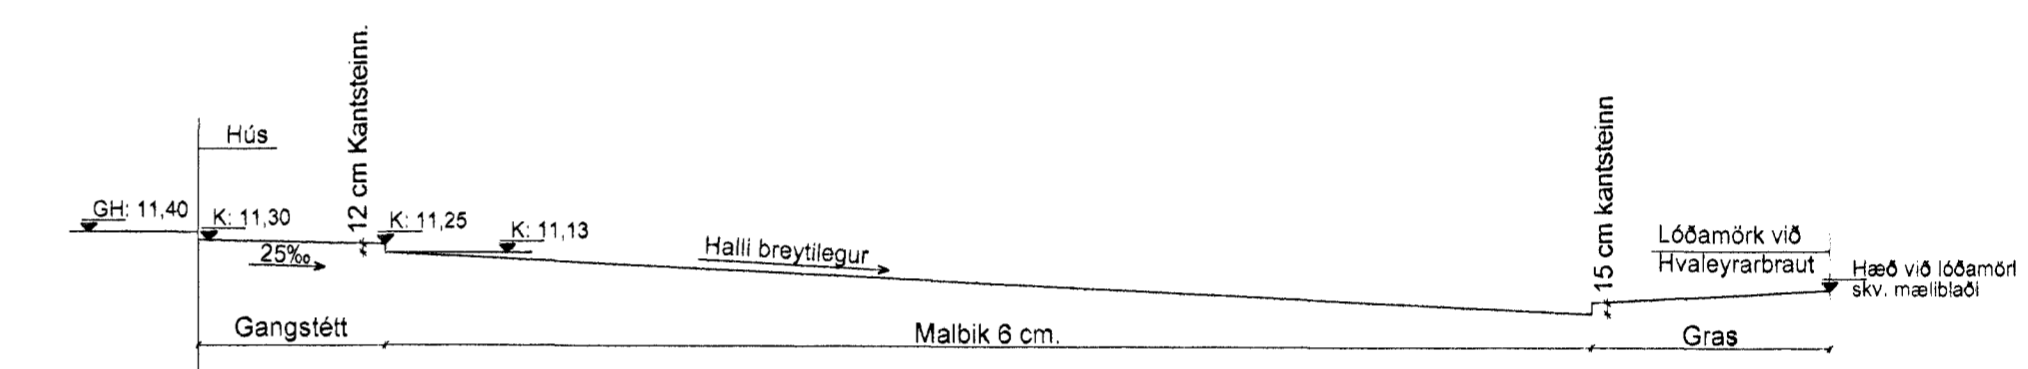 12 cm Kantsteinn.
Hús
15 cm kantsteinn
GH: 11,40
K: 11,30
K: 11,25
K: 11,13
25‰
Halli breytilegur
Lóðamörk við
Hvaleyrarbraut
Hæð við lóðamörl
skv. mæliblaði
Gangstétt
Malbik 6 cm.
Gras